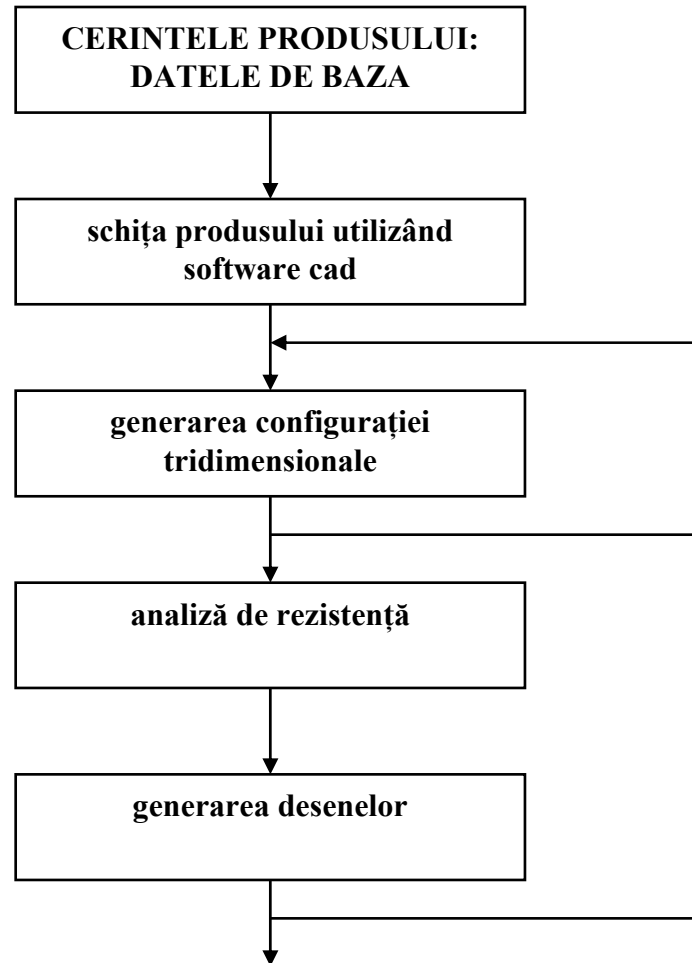 CERINTELE PRODUSULUI:
DATELE DE BAZA
schița produsului utilizând
software cad
generarea configurației
tridimensionale
analiză de rezistență
generarea desenelor